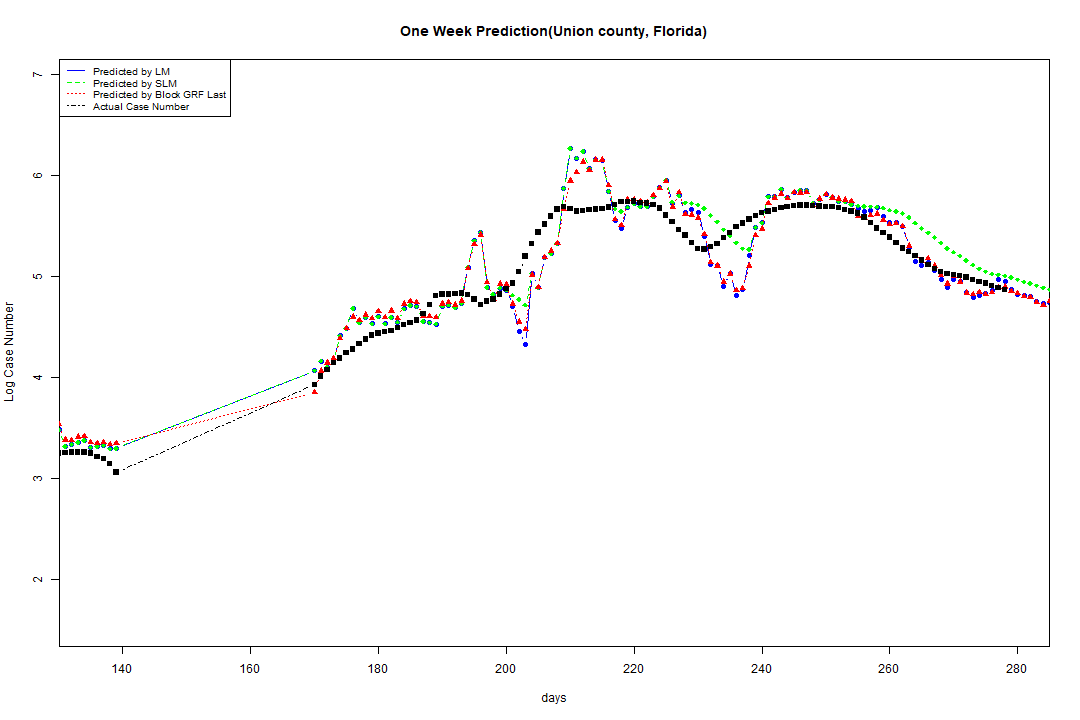 One Week Prediction(Union county, Florida)
Predicted by LM
Predicted by SLM
Predicted by Block GRF Last
Actual Case Number
7
6
5
4
3
2
Log Case Number
140 160 180 200 220 240 260 280
days